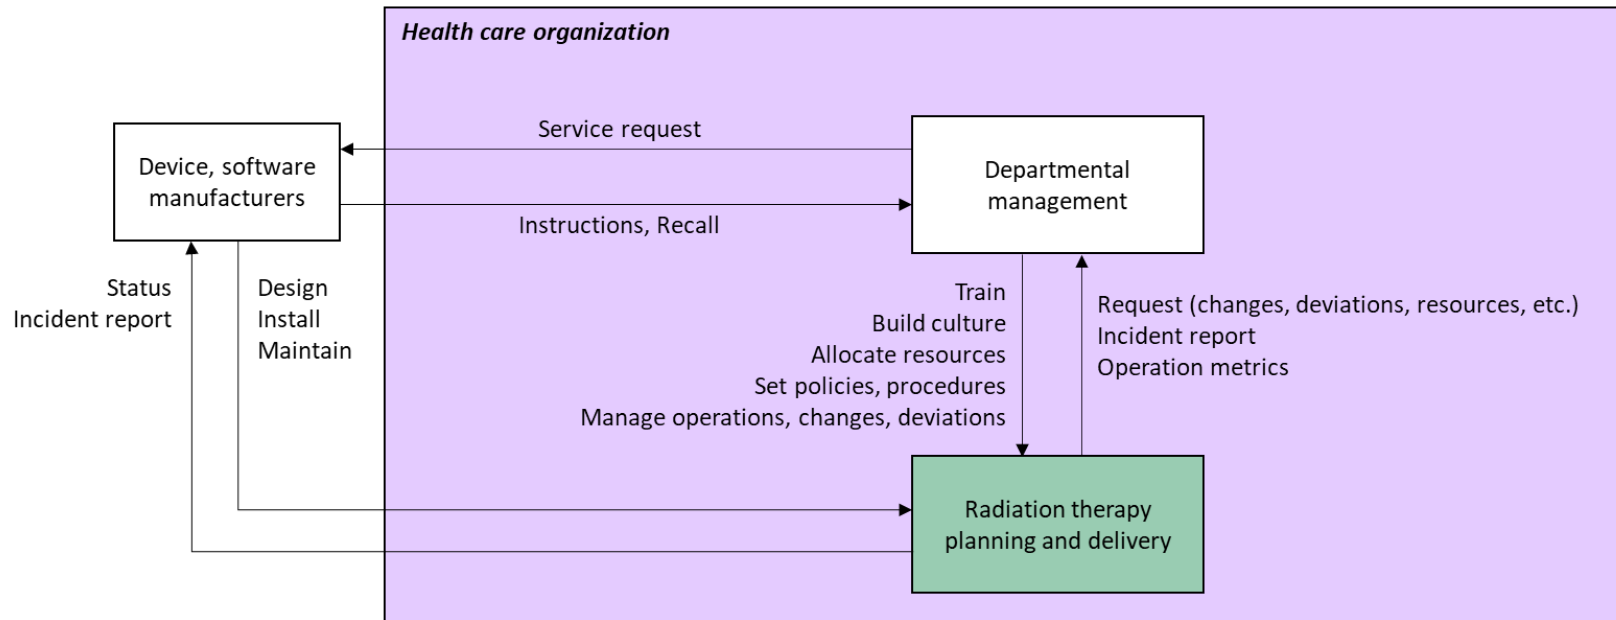 Health care organization
Service request
Device, software
manufacturers
Departmental
management
Instructions, Recall
Status
Incident report
Design
Install
Maintain
Train
Build culture
Allocate resources
Set policies, procedures
Manage operations, changes, deviations
Request (changes, deviations, resources, etc.)
Incident report
Operation metrics
Radiation therapy
planning and delivery